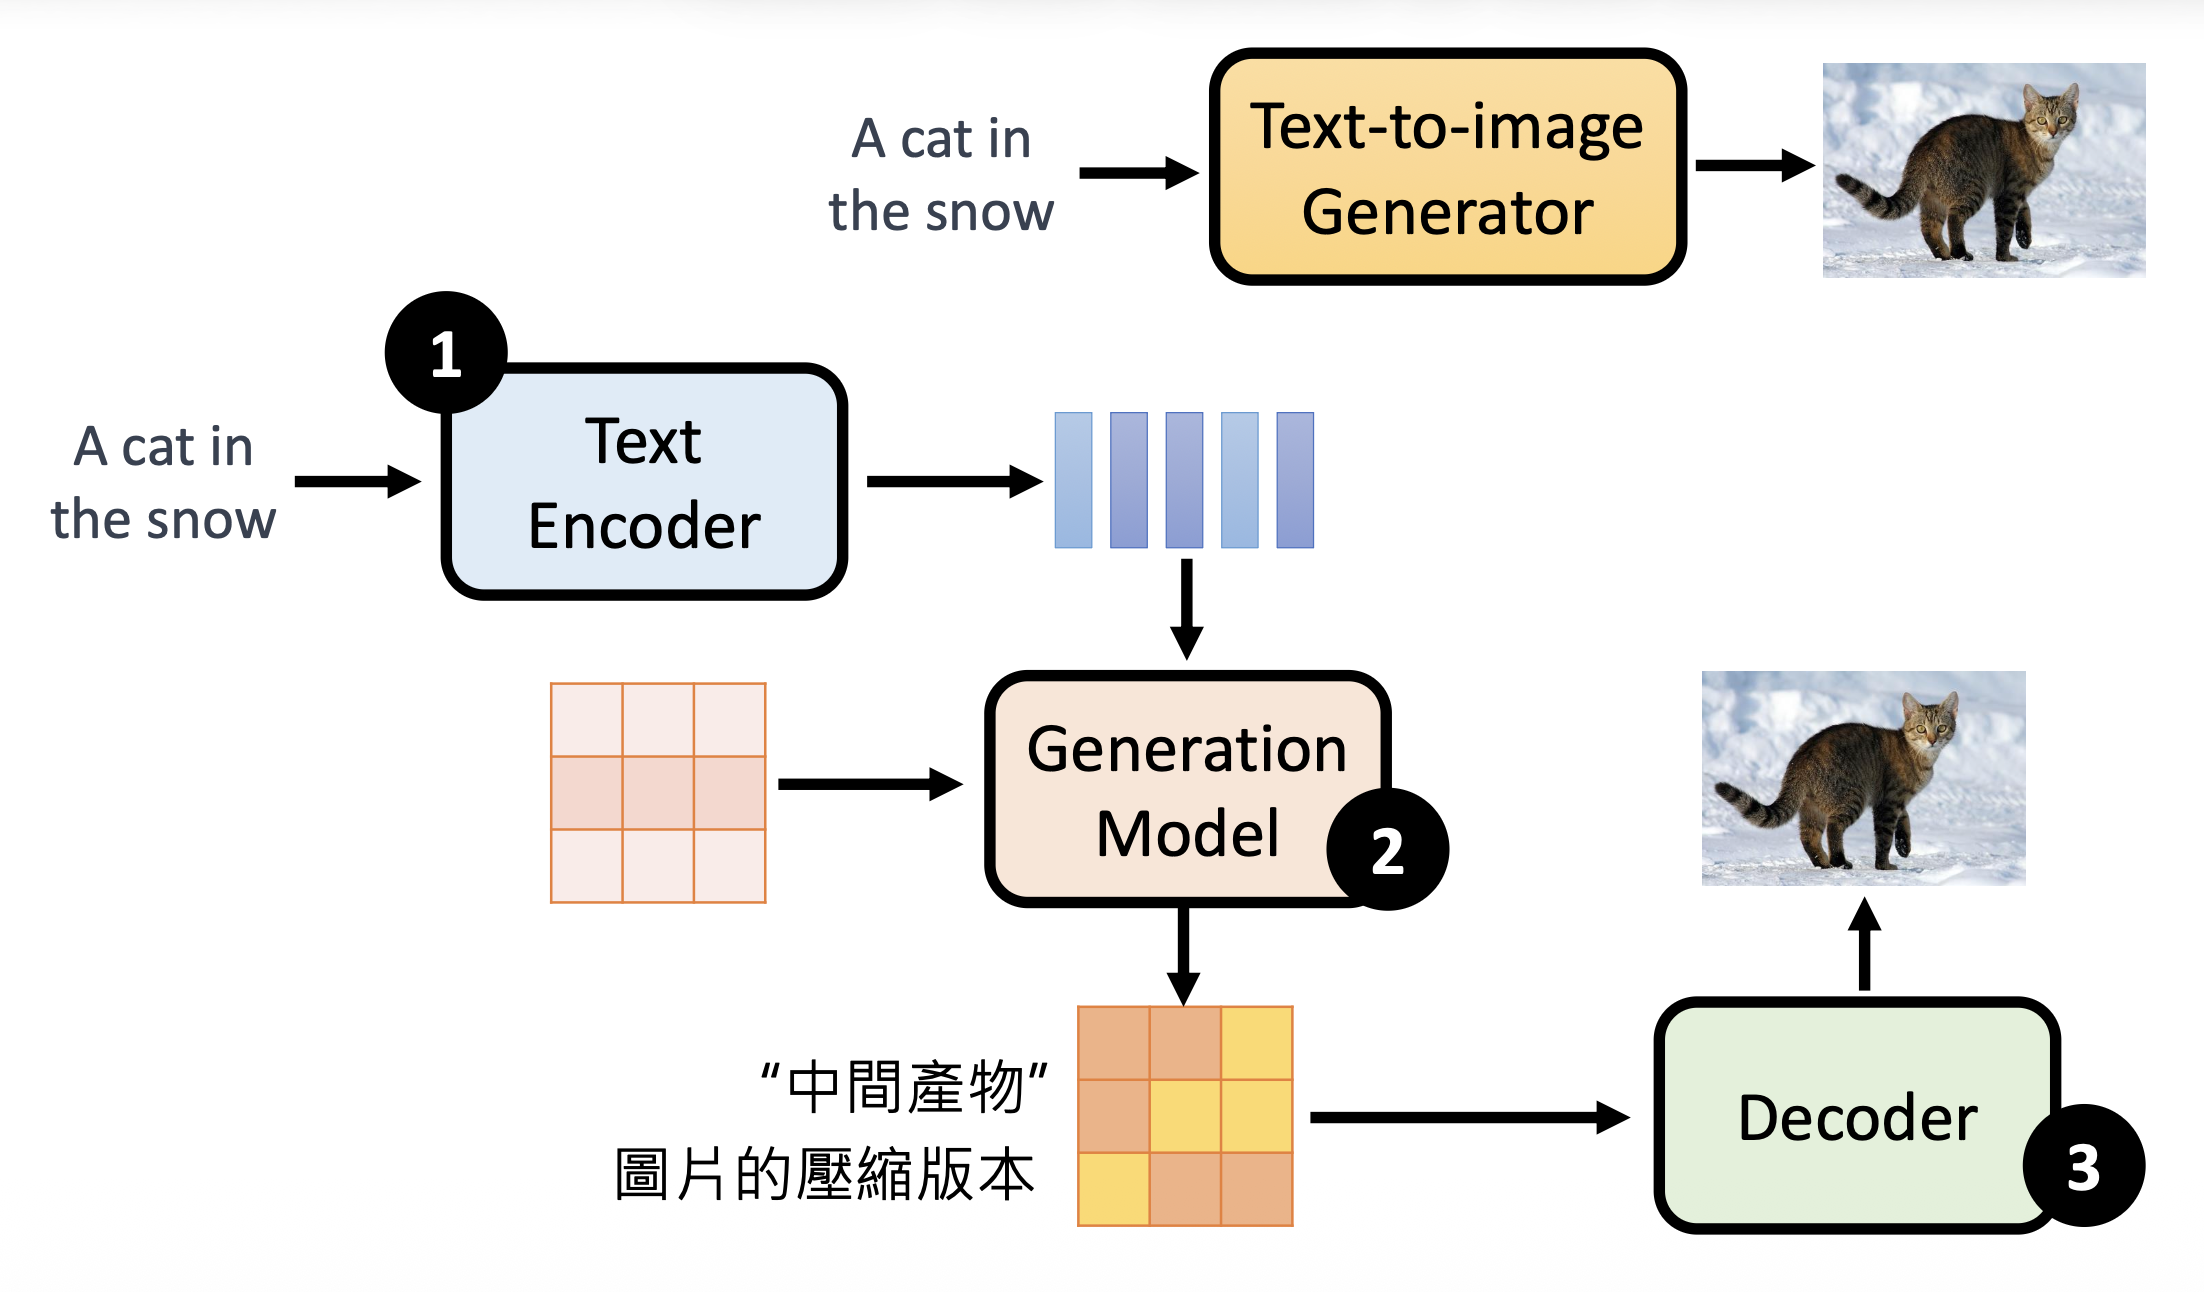 A cat in
the snow
Text-to-image
Generator
1
A cat in
the snow
Text
Encoder
Generation
Model
2
“中間產物”
圖片的壓縮版本
Decoder
3